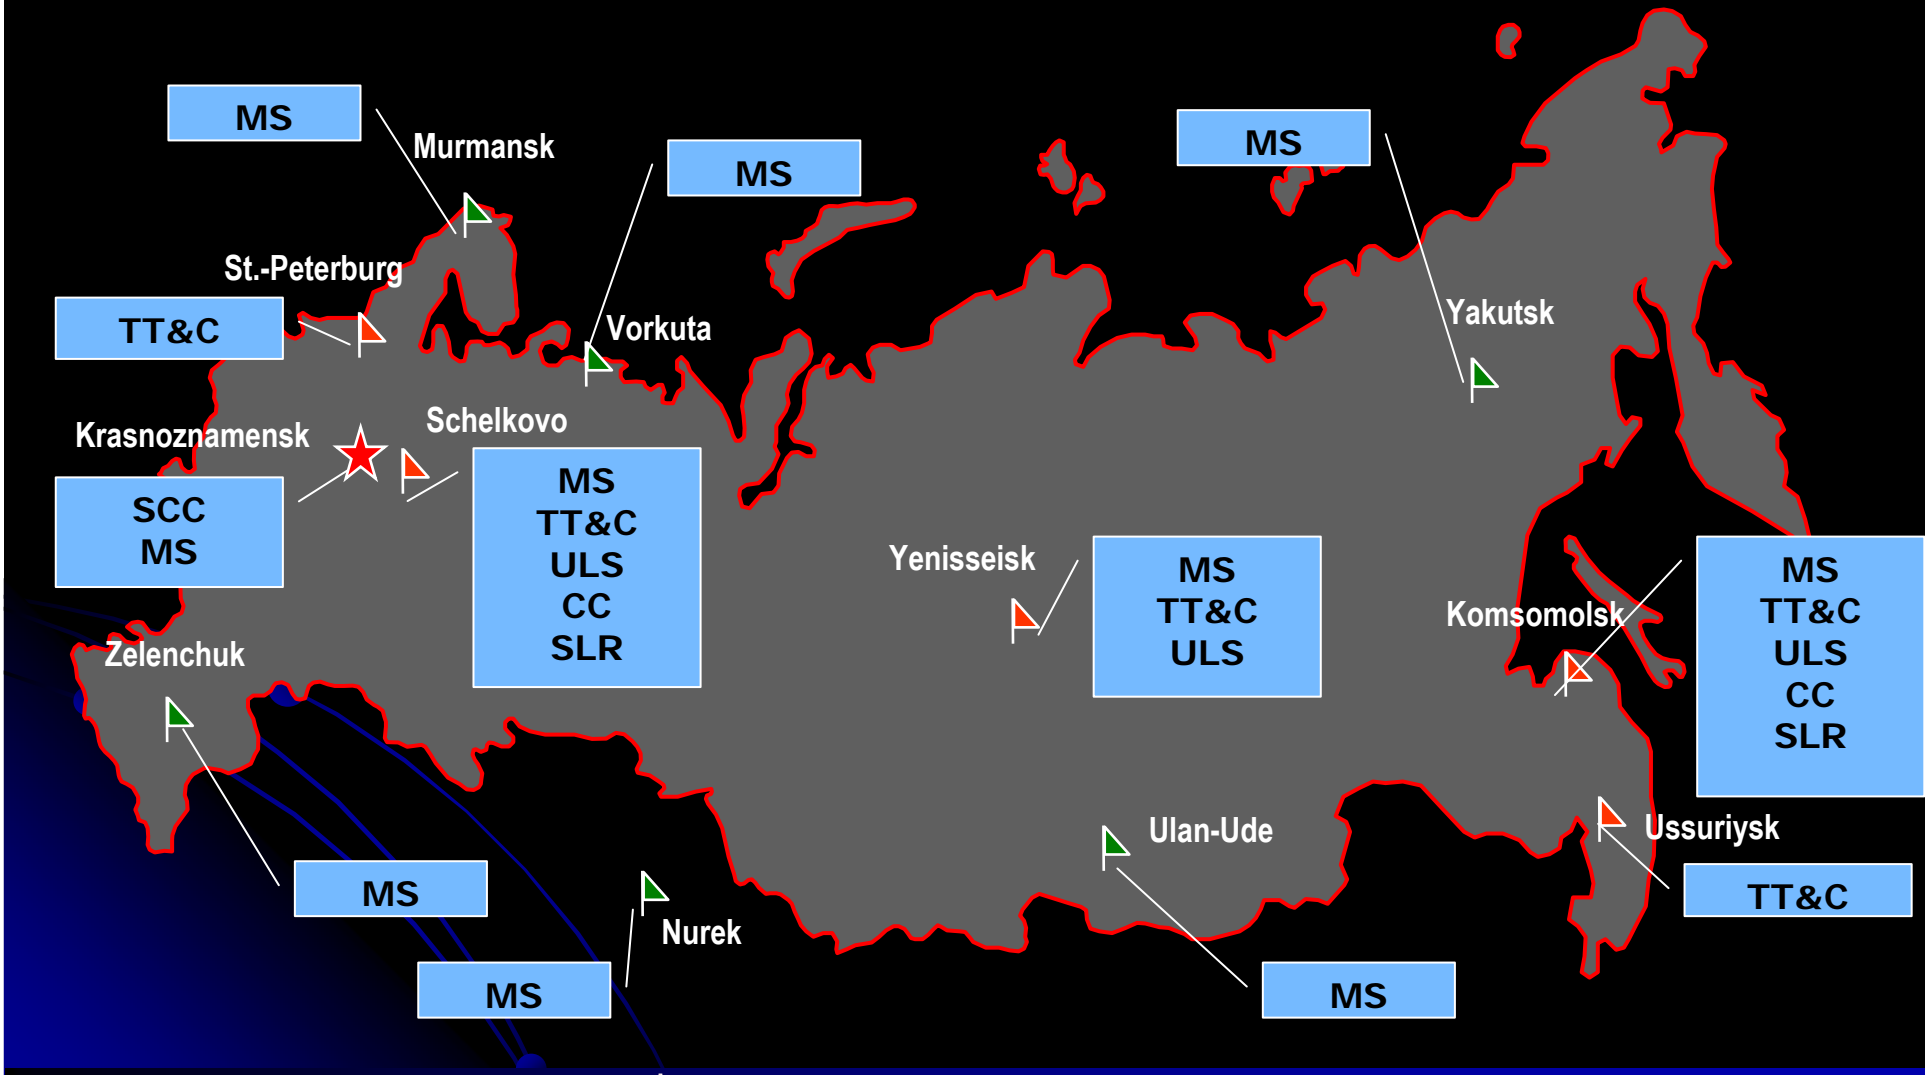 MS
Murmansk
MS
MS
St.-Peterburg
TT&C
Vorkuta
Yakutsk
Krasnoznamensk
SCC
MS
Schelkovo
MS
TT&C
ULS
CC
SLR
Yenisseisk
MS
TT&C
ULS
Komsomolsk
MS
TT&C
ULS
CC
SLR
Zelenchuk
MS
Nurek
MS
Ulan-Ude
MS
Ussuriysk
TT&C